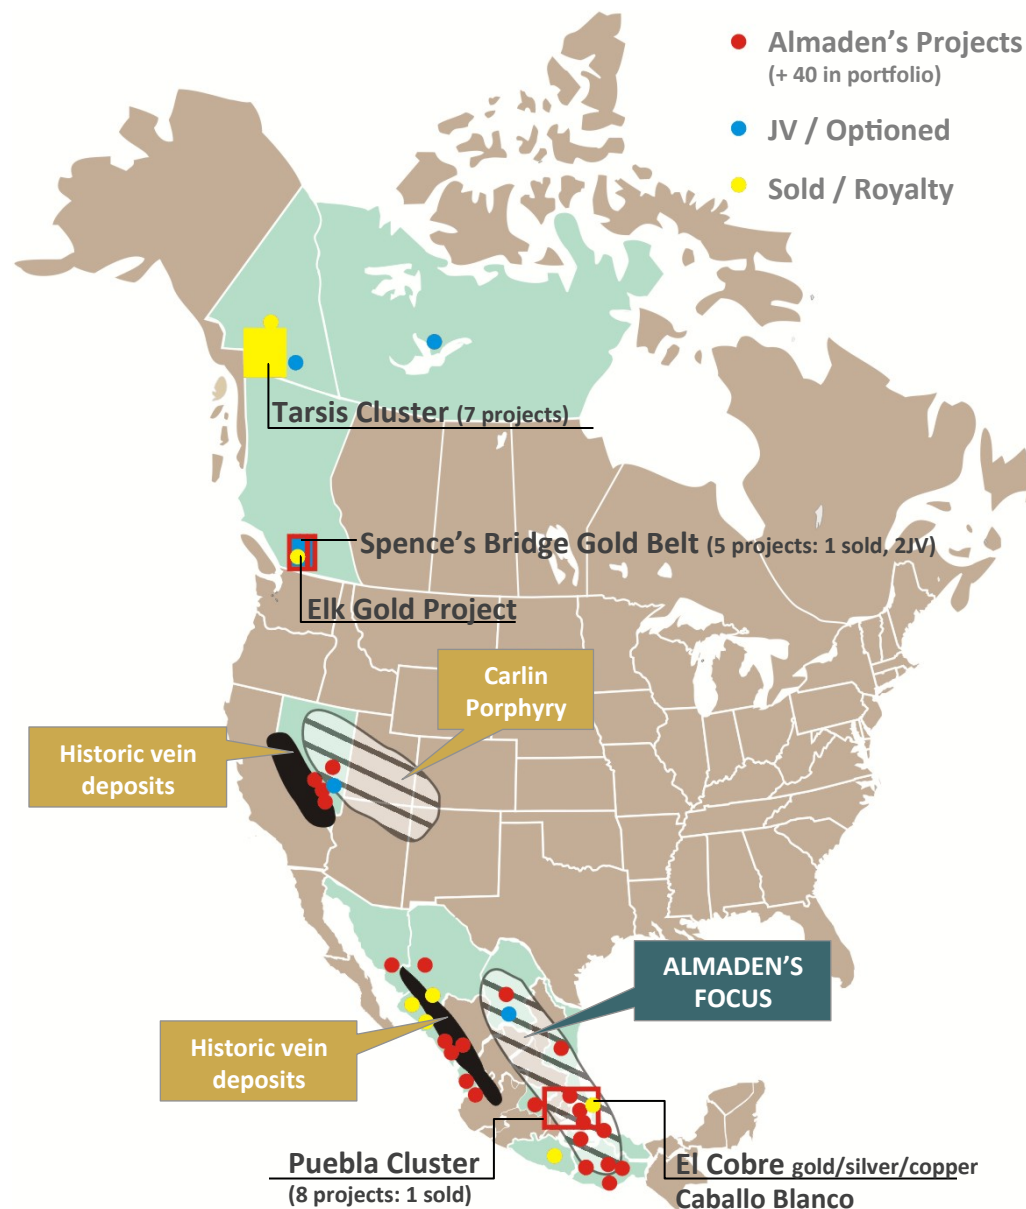 Almaden's Projects
(+ 40 in portfolio)
JV / Optioned
Sold / Royalty
Tarsis Cluster (7 projects)
Spence's Bridge Gold Belt (5 projects: 1 sold, 2JV)
Elk Gold Project
Carlin
Porphyry
Historic vein
deposits
ALMADEN'S
FOCUS
Historic vein
deposits
Puebla Cluster
(8 projects: 1 sold)
El Cobre gold/silver/copper
Caballo Blanco